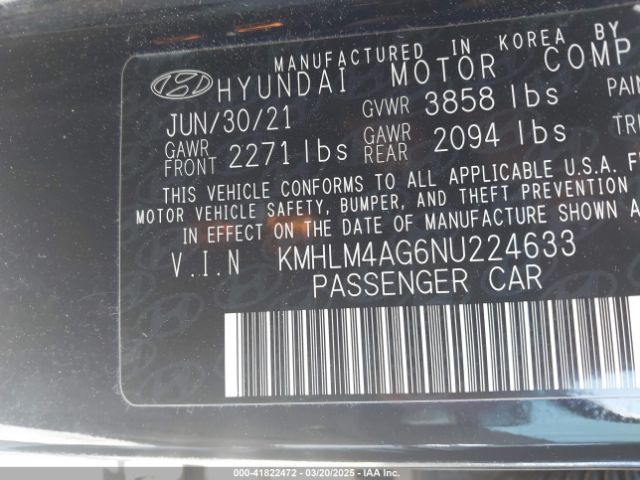 MANUFACTURED IN KOREA BY
HYUNDAI MOTOR COMP
JUN/30/21 GVWR 3858 lbs PAIN
GAWR FRONT 2271 lbs GAWR REAR 2094 lbs TRI
THIS VEHICLE CONFORMS TO ALL APPLICABLE U.S.A. F
MOTOR VEHICLE SAFETY, BUMPER, AND THEFT PREVENTION
IN EFFECT ON THE DATE OF MANUFACTURE SHOWN A
V.I.N KMHLM4AG6NU224633
PASSENGER CAR
000-41822472 — 03/20/2025 — IAA Inc.